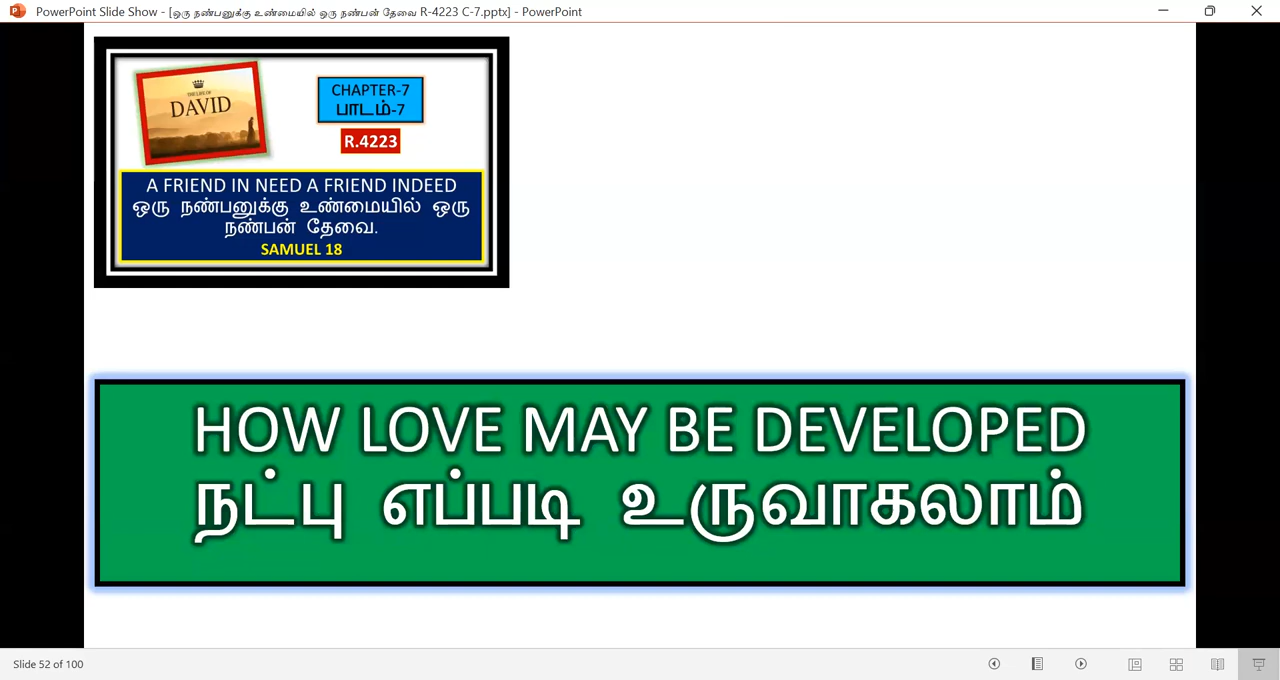 PowerPoint Slide Show - [ஒரு நண்பனுக்கு உண்மையில் ஒரு நண்பன் தேவை R-4223 C-7.pptx] - PowerPoint
THE LIFE OF
DAVID
CHAPTER-7
பாடம்-7
R.4223
A FRIEND IN NEED A FRIEND INDEED
ஒரு நண்பனுக்கு உண்மையில் ஒரு
நண்பன் தேவை.
SAMUEL 18
HOW LOVE MAY BE DEVELOPED
நட்பு எப்படி உருவாகலாம்
Slide 52 of 100